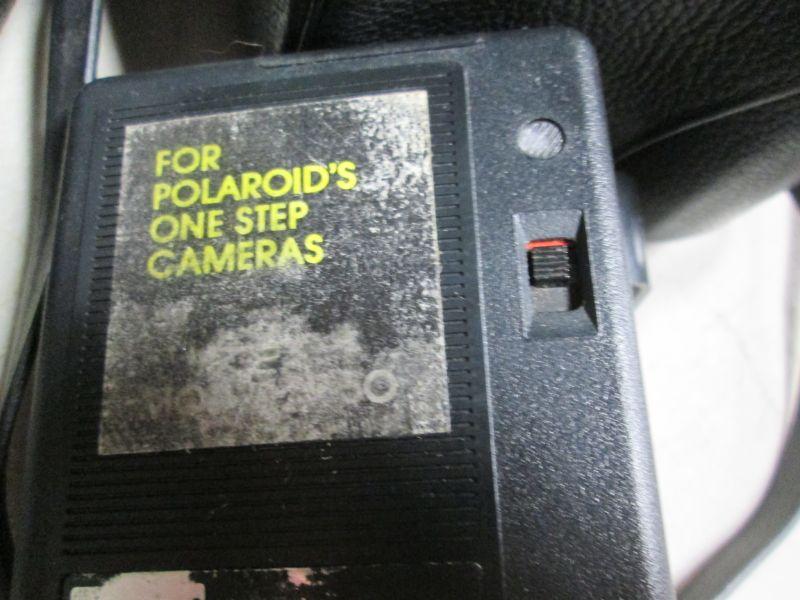 FOR
POLAROID'S
ONE STEP
CAMERAS